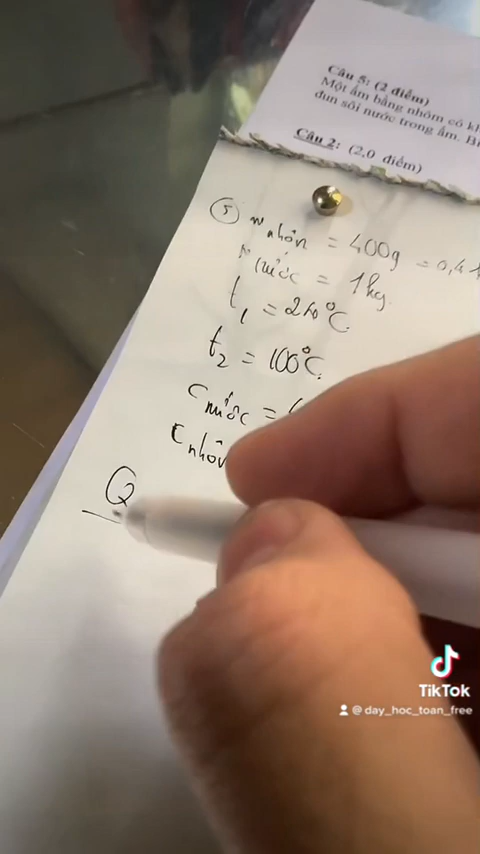 Câu 5: (2 điểm)
Một ấm bằng nhôm có
đun sôi nước trong ấm.
Câu 2: (2,0 điểm)
⑤ m nhôm = 400g = 0,4
m nước = 1kg.
t₁ = 20°C
t₂ = 100°C.
C nước =
C nhôm
Q
TikTok
@ day_hoc_toan_free